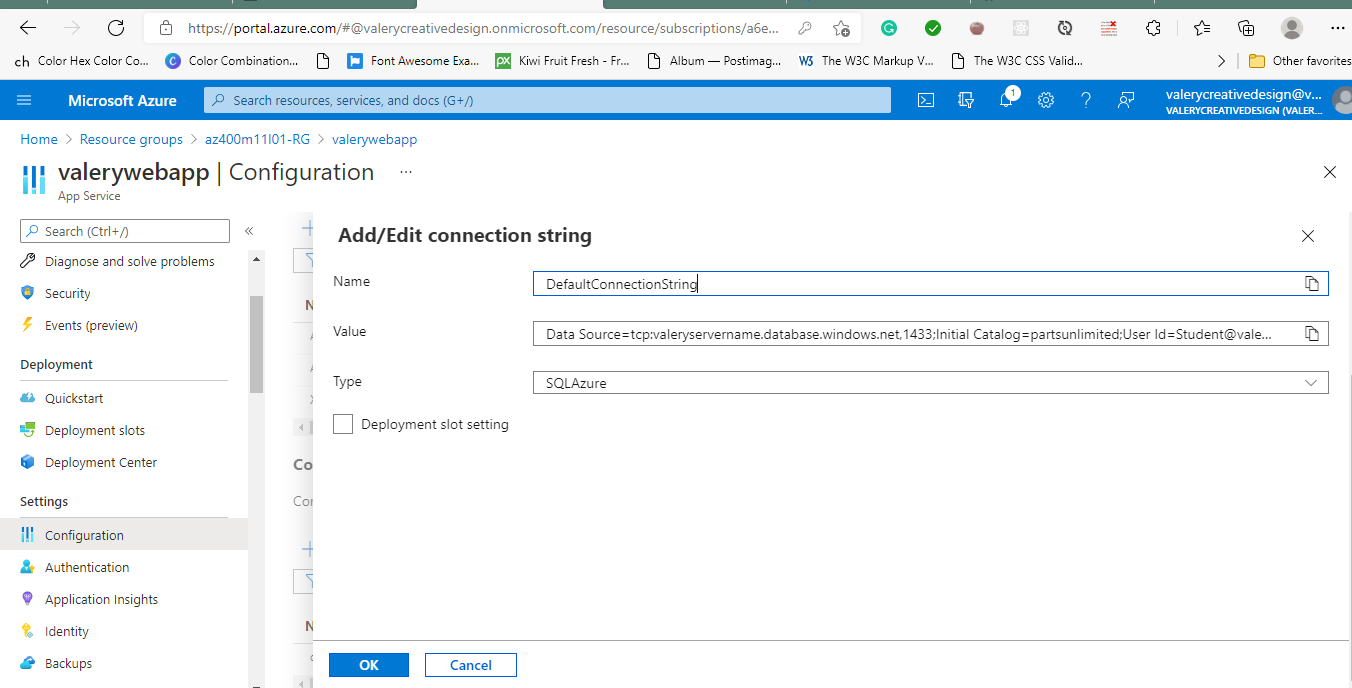 https://portal.azure.com/#@valerycreativedesign.onmicrosoft.com/resource/subscriptions/a6e...
ch Color Hex Color Co... Color Combination... Font Awesome Exa... Kiwi Fruit Fresh - Fr... Album — Postimag... W3 The W3C Markup V... The W3C CSS Valid... Other favorites
Microsoft Azure Search resources, services, and docs (G+/) 1 valerycreativedesign@v...
VALERYCREATIVEDESIGN (VALER...
Home > Resource groups > az400m11l01-RG > valerywebapp
valerywebapp | Configuration ...
App Service
Search (Ctrl+/) «
Diagnose and solve problems
Security
Events (preview)
Deployment
Quickstart
Deployment slots
Deployment Center
Settings
Configuration
Authentication
Application Insights
Identity
Backups
N
Co
Con
N
Add/Edit connection string
Name DefaultConnectionString
Value Data Source=tcp:valeryservername.database.windows.net,1433;Initial Catalog=partsunlimited;User Id=Student@vale...
Type SQLAzure
Deployment slot setting
OK Cancel